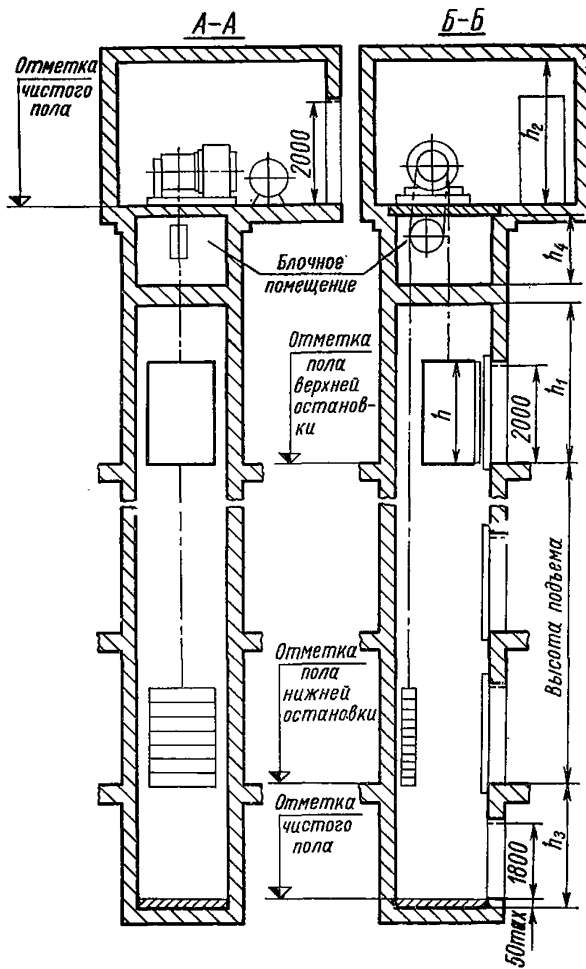 А-А
Б-Б
Отметка
чистого
пола
2000
h₂
h₄
Блочное
помещение
Отметка
пола
верхней
останов-
ки
h
2000
h₁
Высота подъема
Отметка
пола
нижней
остановки
Отметка
чистого
пола
1800
h₃
50max